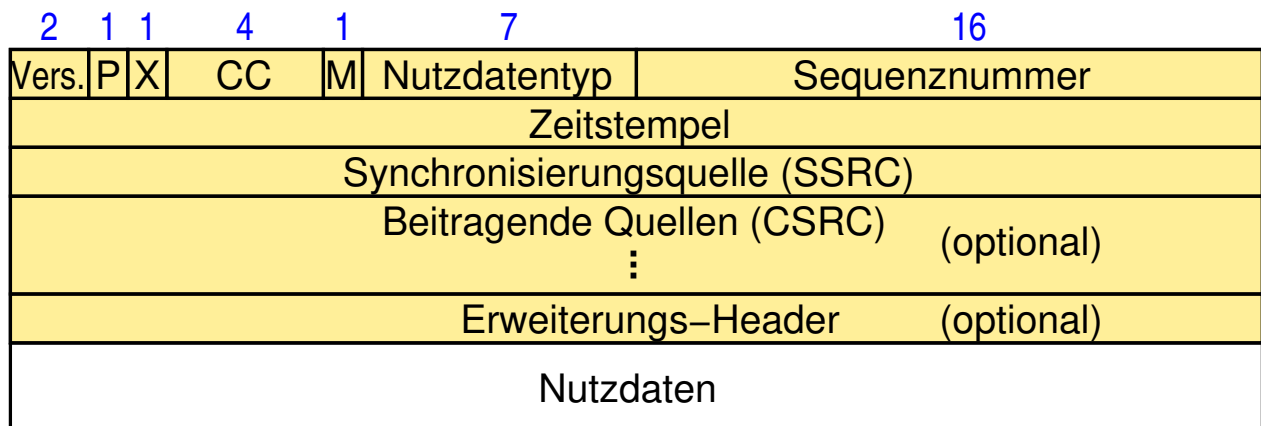 2 1 1 4 1 7 16
Vers. P X CC M Nutzdatentyp Sequenznummer
Zeitstempel
Synchronisierungsquelle (SSRC)
Beitragende Quellen (CSRC) (optional)
⋮
Erweiterungs−Header (optional)
Nutzdaten